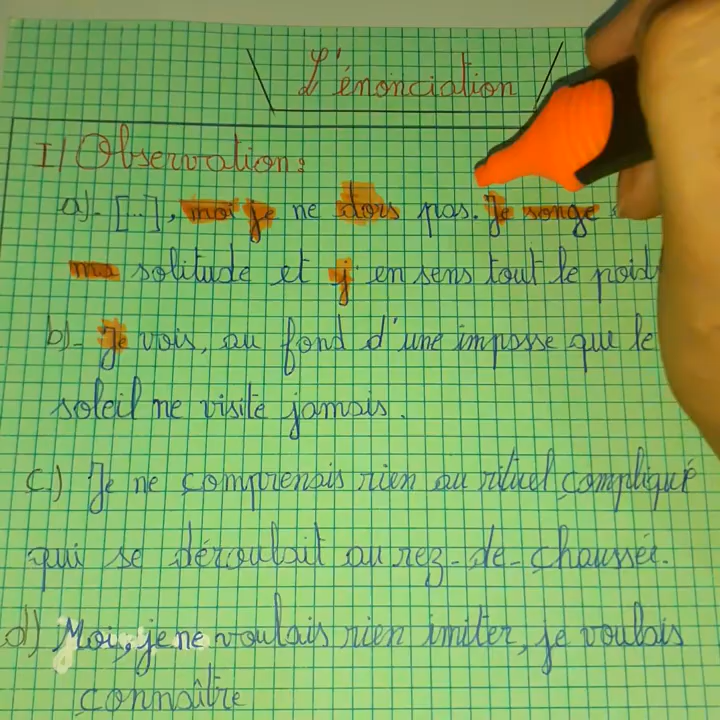 L'énonciation
I/ Observation:
a)- [...], moi je ne dors pas. Je songe
ma solitude et j'en sens tout le poid
b)- Je vois, au fond d'une impasse que le
soleil ne visite jamais.
c.) Je ne comprenais rien au rituel compliqué
qui se déroulait au rez-de-chaussée.
d) Moi, je ne voulais rien imiter, je voulais
connaître